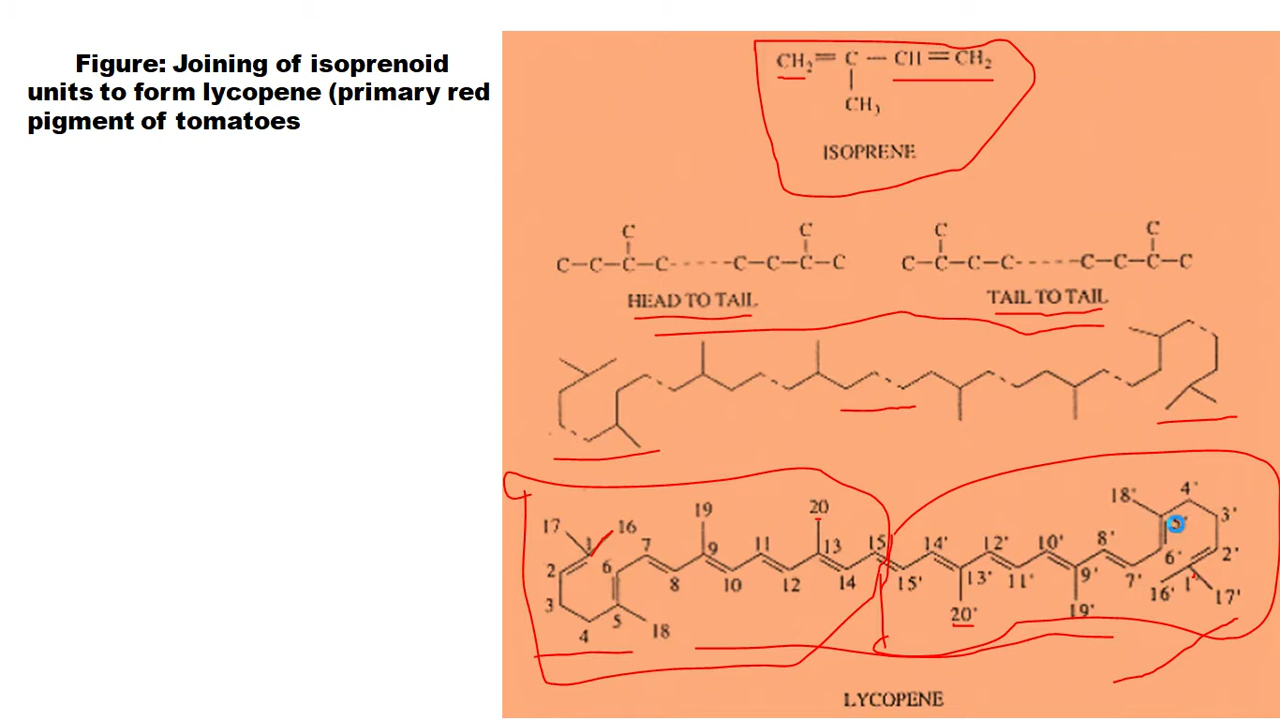 Figure: Joining of isoprenoid
units to form lycopene (primary red
pigment of tomatoes
CH₂=C — CH=CH₂
CH₃
ISOPRENE
C C
C—C—C—C-----C—C—C—C C—C—C—C-----C—C—C—C
C C
HEAD TO TAIL TAIL TO TAIL
17 16 1 2 3 4 5 6 7 8 9 10 11 12 13 14 15 18 19 20
15' 14' 13' 12' 11' 10' 9' 8' 7' 6' 5' 4' 3' 2' 1' 16' 17' 18' 19' 20'
LYCOPENE